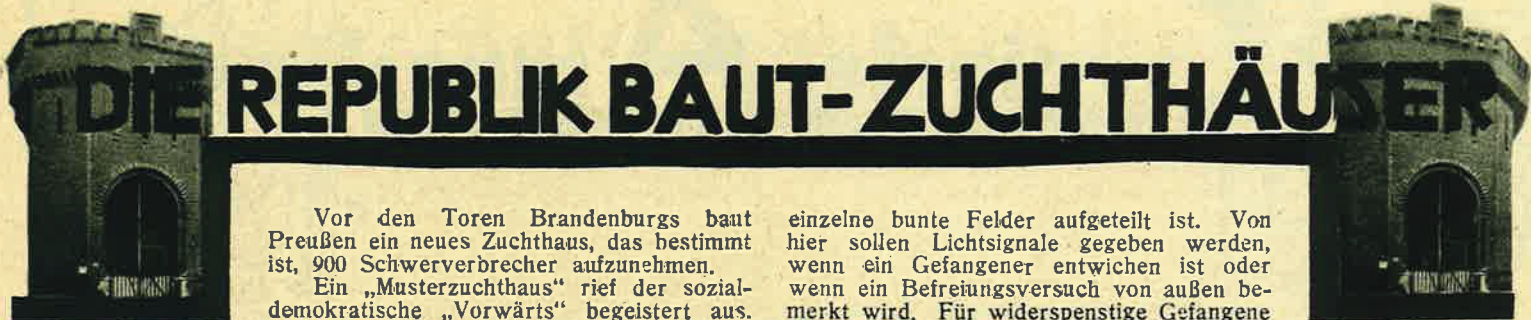 DIE REPUBLIK BAUT-ZUCHTHÄUSER
Vor den Toren Brandenburgs baut
Preußen ein neues Zuchthaus, das bestimmt
ist, 900 Schwerverbrecher aufzunehmen.
Ein „Musterzuchthaus" rief der sozial-
demokratische „Vorwärts" begeistert aus.
einzelne bunte Felder aufgeteilt ist. Von
hier sollen Lichtsignale gegeben werden,
wenn ein Gefangener entwichen ist oder
wenn ein Befreiungsversuch von außen be-
merkt wird. Für widerspenstige Gefangene